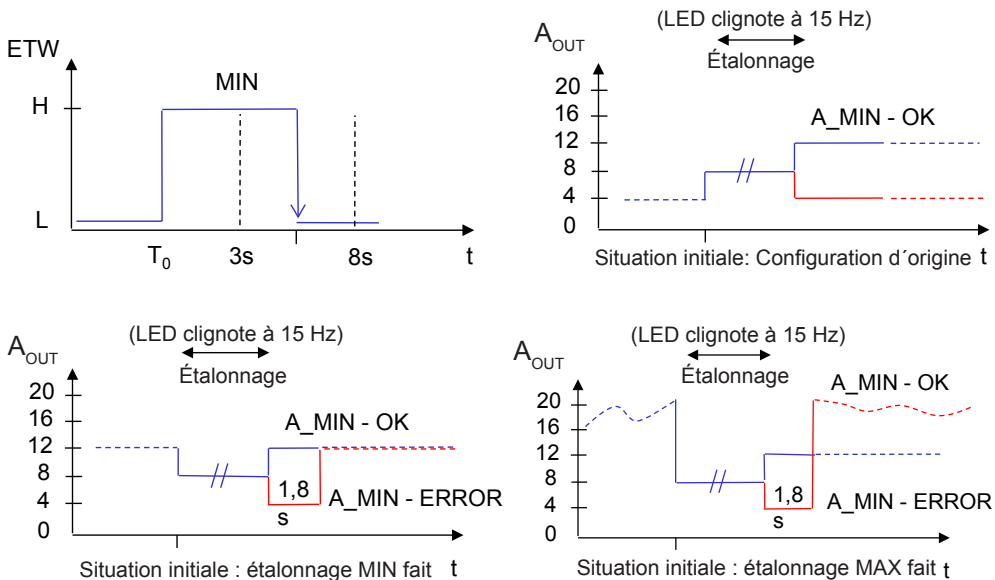 ETW
H
MIN
L
T0
3s
8s
t
(LED clignote à 15 Hz)
AOUT
Étalonnage
20
16
12
8
4
0
A_MIN - OK
Situation initiale: Configuration d´origine
t
(LED clignote à 15 Hz)
AOUT
Étalonnage
20
16
12
8
4
0
A_MIN - OK
1,8
s
A_MIN - ERROR
Situation initiale : étalonnage MIN fait
t
(LED clignote à 15 Hz)
AOUT
Étalonnage
20
16
12
8
4
0
A_MIN - OK
1,8
s
A_MIN - ERROR
Situation initiale : étalonnage MAX fait
t